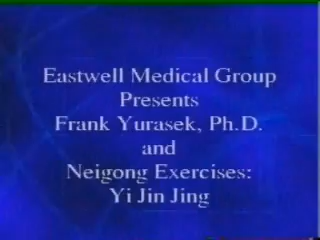 Eastwell Medical Group
Presents
Frank Yurasek, Ph.D.
and
Neigong Exercises:
Yi Jin Jing